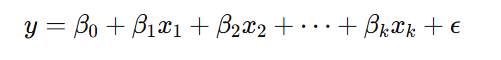 y = β₀ + β₁x₁ + β₂x₂ + ⋯ + βₖxₖ + ϵ